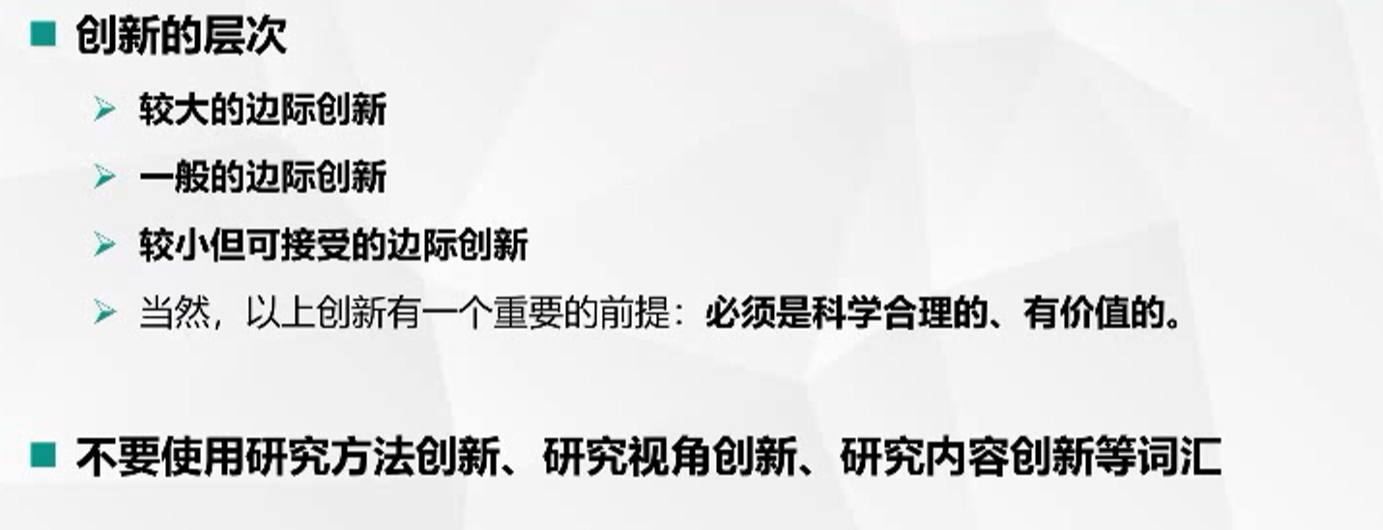 创新的层次
较大的边际创新
一般的边际创新
较小但可接受的边际创新
当然，以上创新有一个重要的前提：必须是科学合理的、有价值的。
不要使用研究方法创新、研究视角创新、研究内容创新等词汇